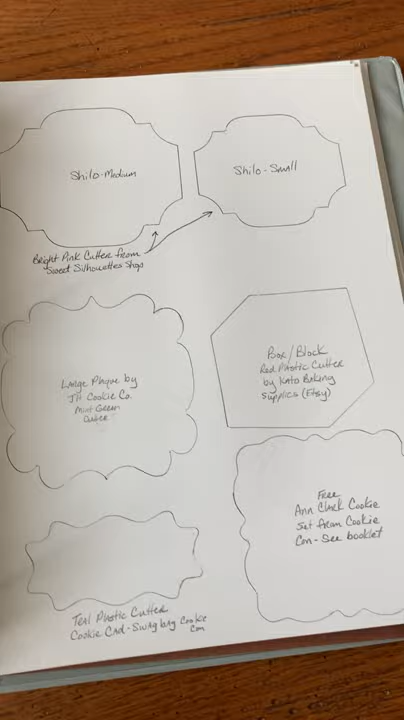 Shilo-Medium
Shilo-Small
Bright Pink Cutter from
Sweet Silhouettes Shop
Large Plaque by
JH Cookie Co.
Mint Green
Cutter
Box/Block
Red Plastic Cutter
by Kato Baking
Supplies (Etsy)
Free
Ann Clark Cookie
Set from Cookie
Con-See booklet
Teal Plastic Cutter
Cookie Cad-Swag bag Cookie
Con